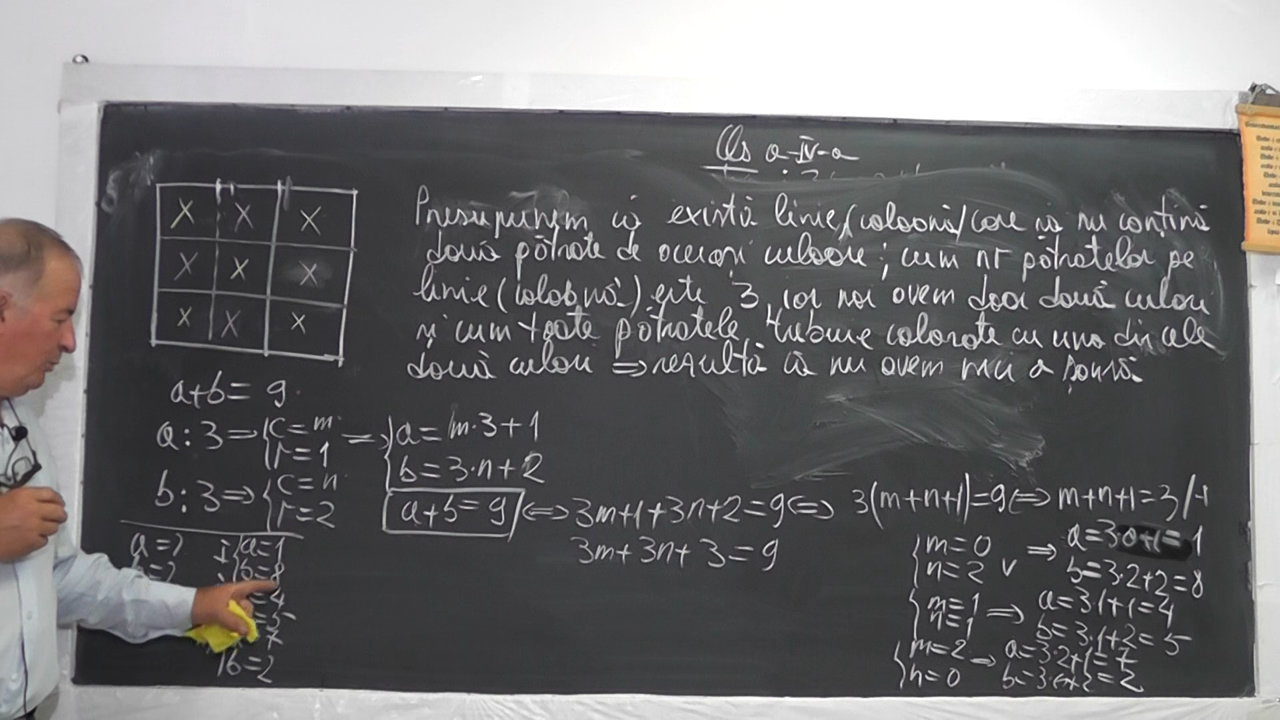 Cls a-IV-a
X X X
X X X
X X X
Presupunem că există linie/coloană/care să nu conțină
două pătrate de aceeași culoare; cum nr pătratelor pe
linie (coloană) este 3, iar noi avem doar două culori
și cum toate pătratele trebuie colorate cu una din cele
două culori ⇒ rezultă că nu avem nici o
a+b=9
a:3⇒{c=m r=1 ⇒ {a=m·3+1
b=3·n+2
b:3⇒{c=n r=2
a+b=9 ⇔ 3m+1+3n+2=9 ⇔ 3(m+n+1)=9 ⇔ m+n+1=3 /-1
3m+3n+3=9
a=?
b=?
I {a=1
b=8
=4
=5
7
b=2
{m=0 n=2 v ⇒ a=3·0+1=1
b=3·2+2=8
{m=1 n=1 ⇒ a=3·1+1=4
b=3·1+2=5
{m=2 n=0 ⇒ a=3·2+1=7
b=3·0+2=2